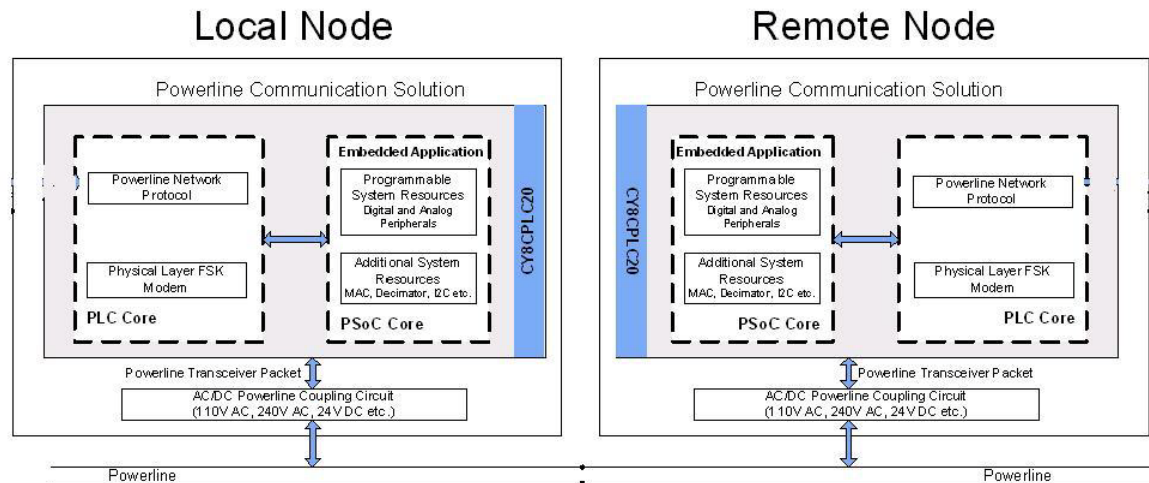 Local Node
Powerline Communication Solution
Powerline Network
Protocol
Physical Layer FSK
Modem
PLC Core
Embedded Application
Programmable
System Resources
Digital and Analog
Peripherals
Additional System
Resources
MAC, Decimator, I2C etc.
PSoC Core
CY8CPLC20
Powerline Transceiver Packet
AC/DC Powerline Coupling Circuit
(110V AC, 240V AC, 24V DC etc.)
Powerline
Remote Node
Powerline Communication Solution
CY8CPLC20
Embedded Application
Programmable
System Resources
Digital and Analog
Peripherals
Additional System
Resources
MAC, Decimator, I2C etc.
PSoC Core
Powerline Network
Protocol
Physical Layer FSK
Modem
PLC Core
Powerline Transceiver Packet
AC/DC Powerline Coupling Circuit
(110V AC, 240V AC, 24V DC etc.)
Powerline